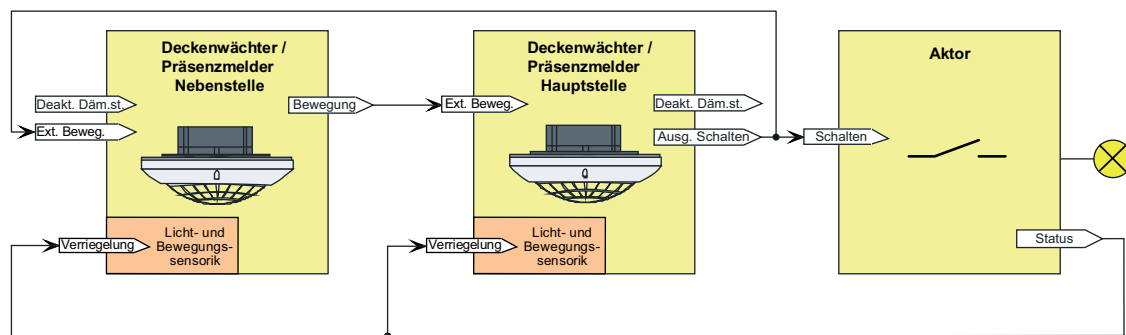 Deckenwächter /
Präsenzmelder
Nebenstelle
Deakt. Däm.st.
Ext. Beweg.
Bewegung
Verriegelung
Licht- und
Bewegungs-
sensorik
Deckenwächter /
Präsenzmelder
Hauptstelle
Ext. Beweg.
Deakt. Däm.st.
Ausg. Schalten
Verriegelung
Licht- und
Bewegungs-
sensorik
Aktor
Schalten
Status